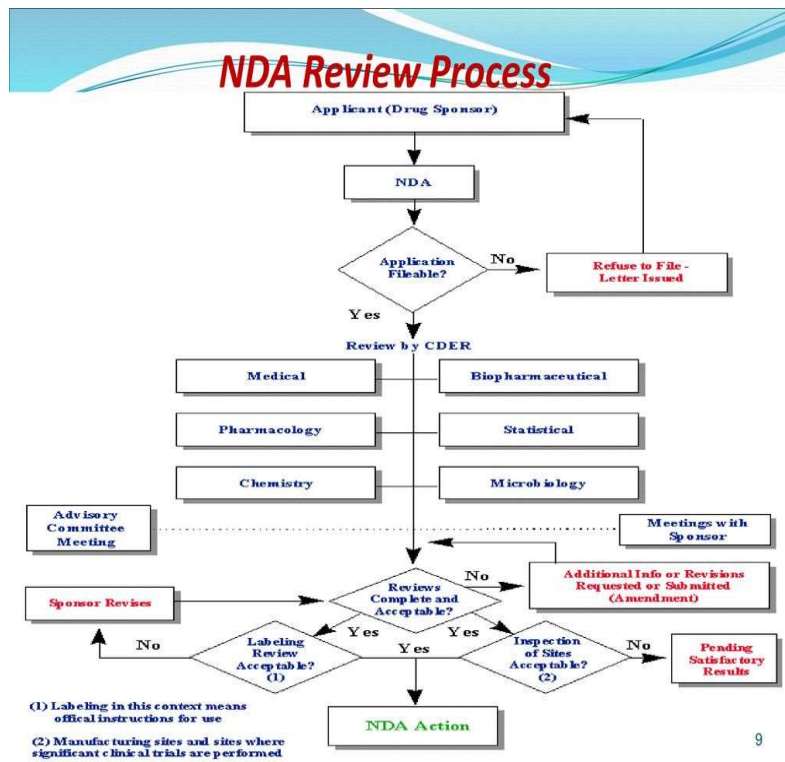 NDA Review Process
Applicant (Drug Sponsor)
NDA
Application
Fileable?
No
Refuse to File -
Letter Issued
Yes
Review by CDER
Medical
Biopharmaceutical
Pharmacology
Statistical
Chemistry
Microbiology
Advisory
Committee
Meeting
Meetings with
Sponsor
Sponsor Revises
Reviews
Complete and
Acceptable?
No
Additional Info or Revisions
Requested or Submitted
(Amendment)
Yes
Yes
No
Labeling
Review
Acceptable?
(1)
Yes
Inspection
of Sites
Acceptable?
(2)
No
Pending
Satisfactory
Results
(1) Labeling in this context means
offical instructions for use
(2) Manufacturing sites and sites where
significant clinical trials are performed
NDA Action
9